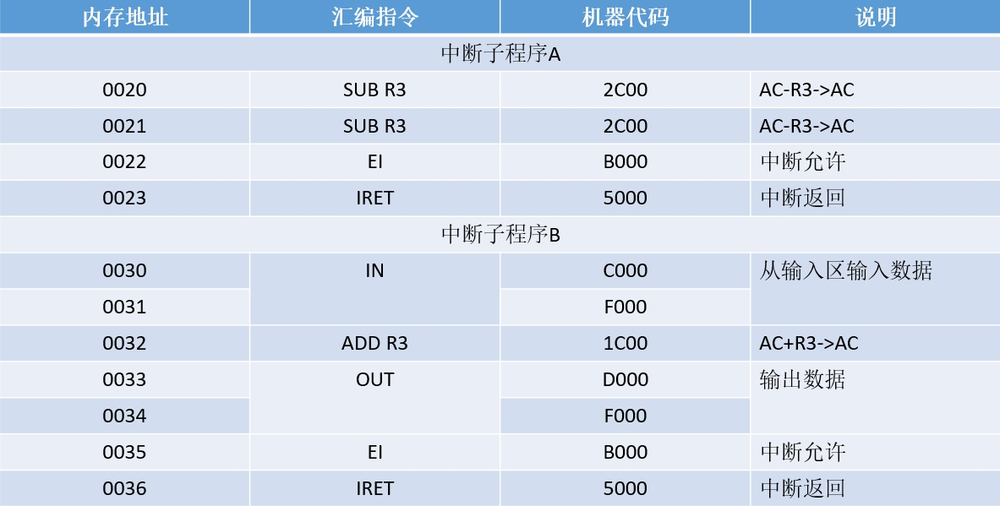 内存地址 汇编指令 机器代码 说明
中断子程序A
0020 SUB R3 2C00 AC-R3->AC
0021 SUB R3 2C00 AC-R3->AC
0022 EI B000 中断允许
0023 IRET 5000 中断返回
中断子程序B
0030 IN C000 从输入区输入数据
0031 F000
0032 ADD R3 1C00 AC+R3->AC
0033 OUT D000 输出数据
0034 F000
0035 EI B000 中断允许
0036 IRET 5000 中断返回